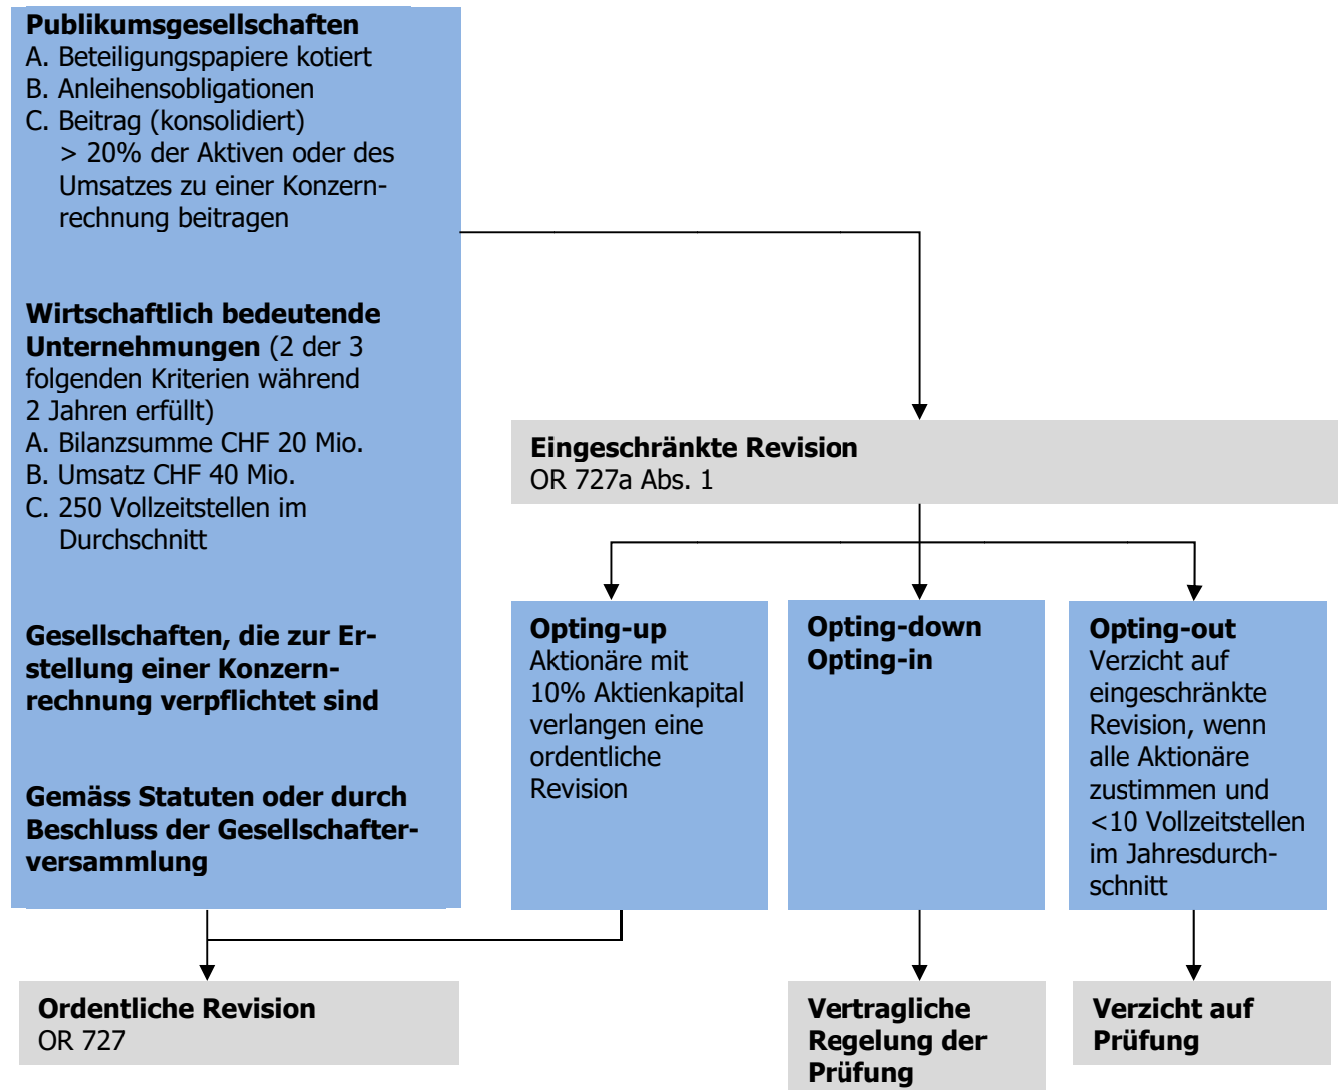 Publikumsgesellschaften
A. Beteiligungspapiere kotiert
B. Anleihensobligationen
C. Beitrag (konsolidiert)
> 20% der Aktiven oder des
Umsatzes zu einer Konzern-
rechnung beitragen
Wirtschaftlich bedeutende
Unternehmungen (2 der 3
folgenden Kriterien während
2 Jahren erfüllt)
A. Bilanzsumme CHF 20 Mio.
B. Umsatz CHF 40 Mio.
C. 250 Vollzeitstellen im
Durchschnitt
Gesellschaften, die zur Er-
stellung einer Konzern-
rechnung verpflichtet sind
Gemäss Statuten oder durch
Beschluss der Gesellschafter-
versammlung
Eingeschränkte Revision
OR 727a Abs. 1
Opting-up
Aktionäre mit
10% Aktienkapital
verlangen eine
ordentliche
Revision
Opting-down
Opting-in
Opting-out
Verzicht auf
eingeschränkte
Revision, wenn
alle Aktionäre
zustimmen und
<10 Vollzeitstellen
im Jahresdurch-
schnitt
Ordentliche Revision
OR 727
Vertragliche
Regelung der
Prüfung
Verzicht auf
Prüfung